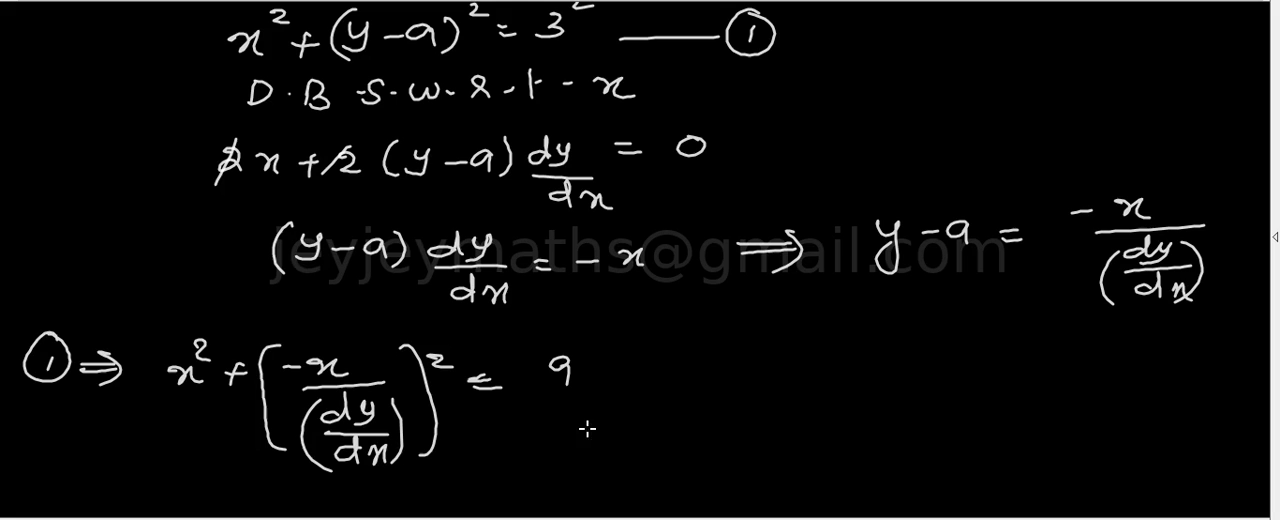 x² + (y - a)² = 3² —— ①
D.B.S.w.r.t. x
2x + 2(y - a) dy/dx = 0
(y - a) dy/dx = - x ⟹ y - a = - x/(dy/dx)
① ⟹ x² + [-x/(dy/dx)]² = 9
jeyjeymaths@gmail.com